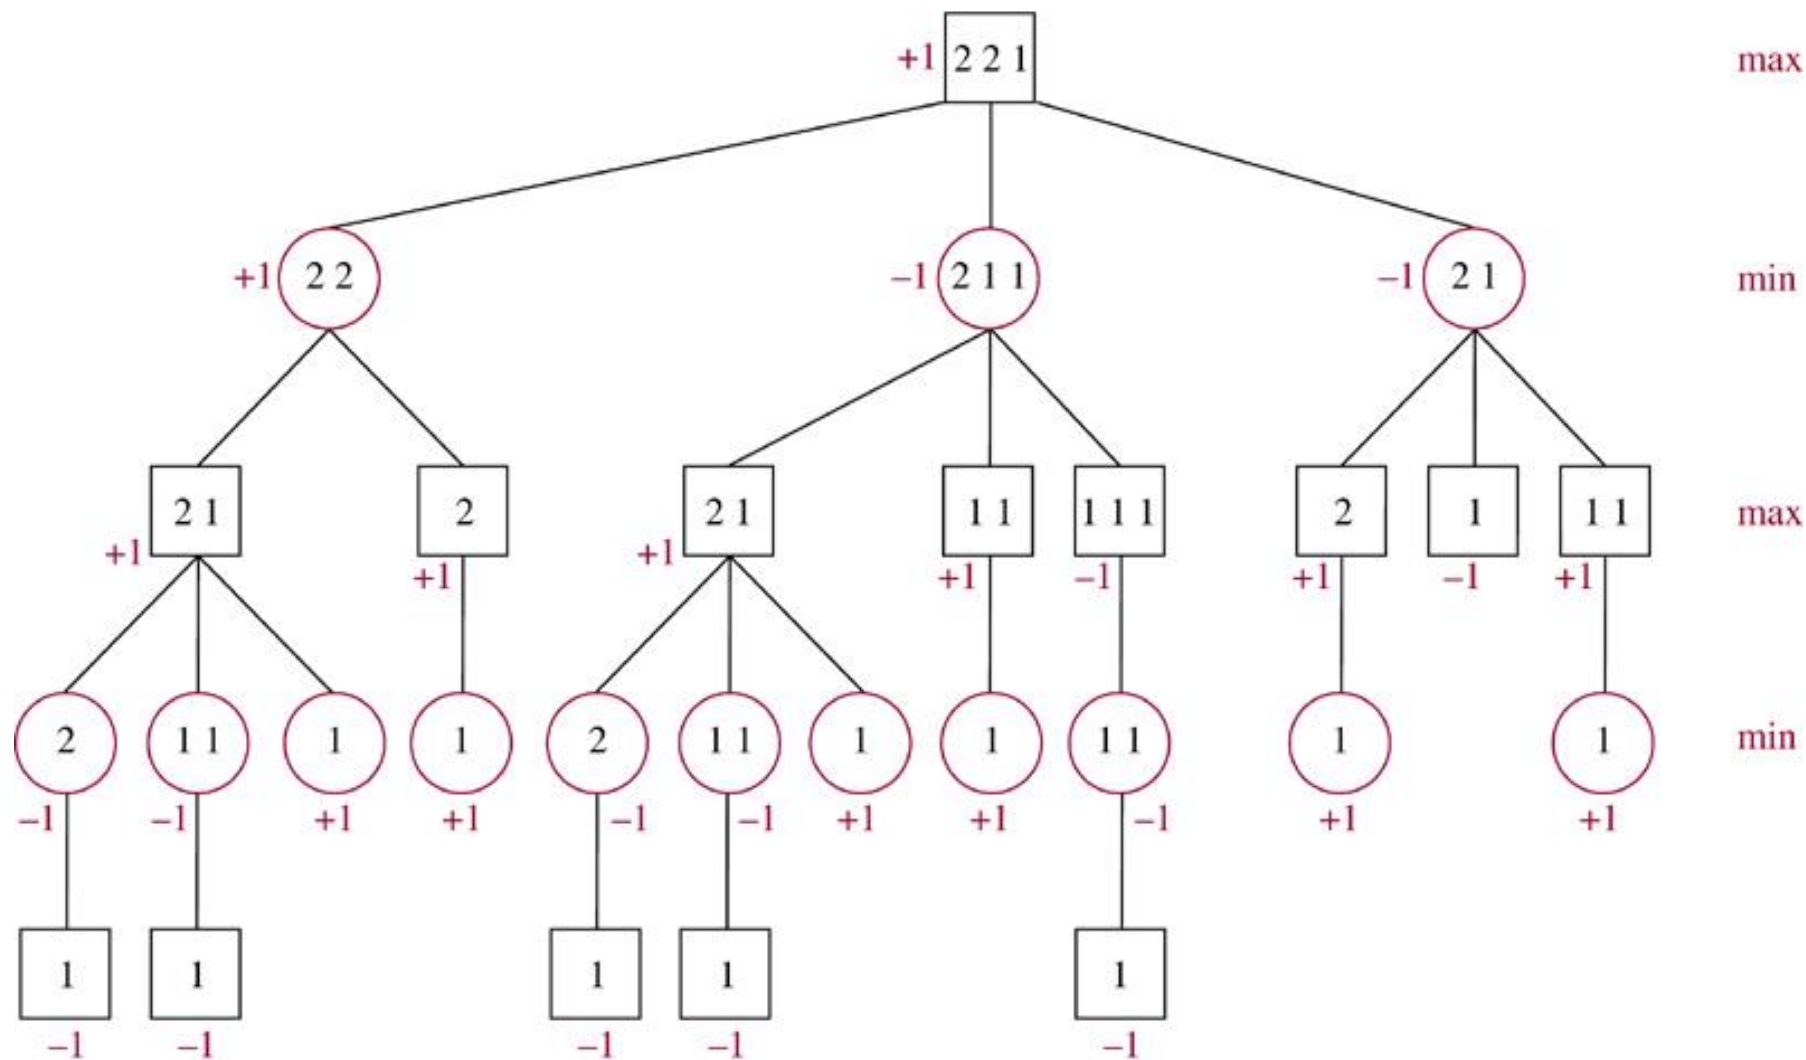 +1 2 2 1 max
+1 2 2 –1 2 1 1 –1 2 1 min
2 1 2 2 1 1 1 1 1 1 2 1 1 1 max
+1 +1 +1 +1 –1 +1 –1 +1
2 1 1 1 1 2 1 1 1 1 1 1 1 1 min
–1 –1 +1 +1 –1 –1 +1 +1 –1 +1 +1
1 1 1 1 1
–1 –1 –1 –1 –1